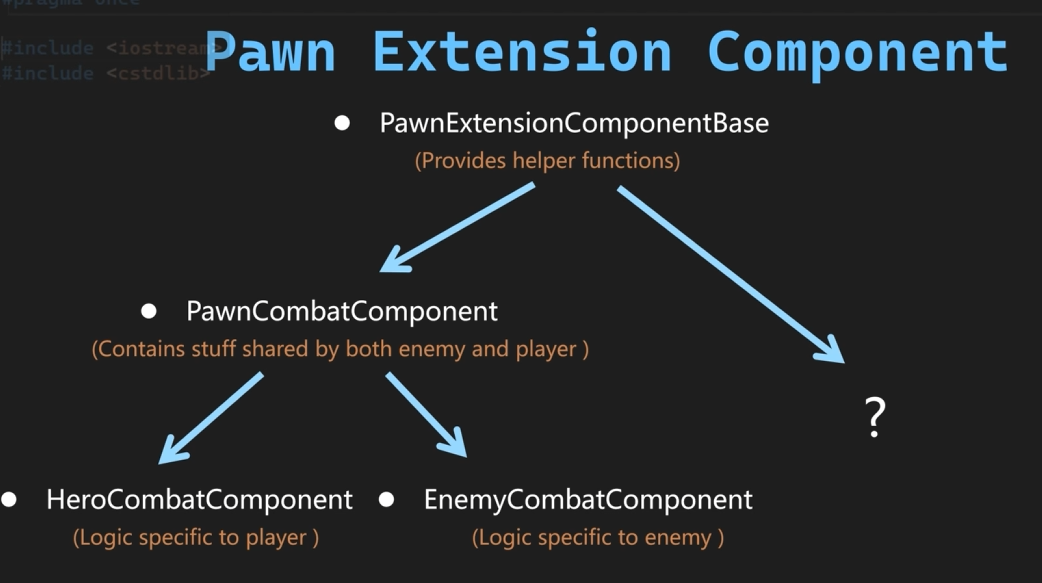 #pragma once
#include <iostream>
#include <cstdlib>
Pawn Extension Component
PawnExtensionComponentBase
(Provides helper functions)
PawnCombatComponent
(Contains stuff shared by both enemy and player )
?
HeroCombatComponent
(Logic specific to player )
EnemyCombatComponent
(Logic specific to enemy )